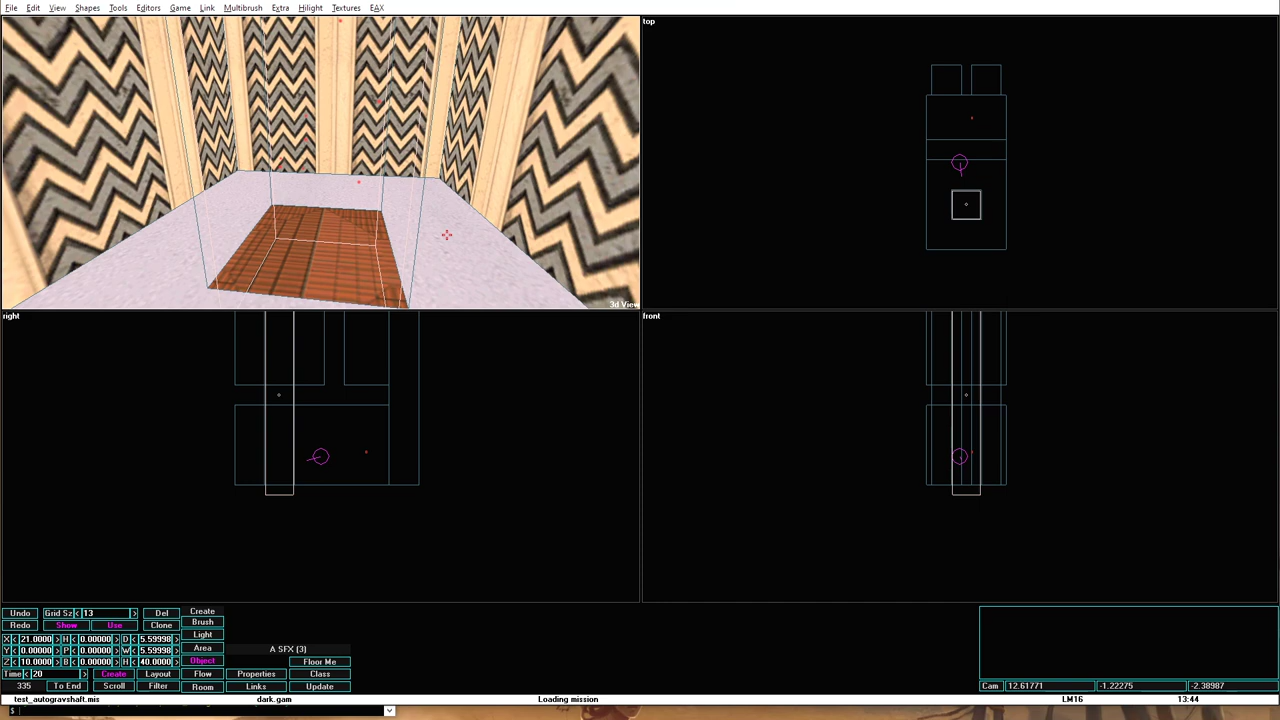 File Edit View Shapes Tools Editors Game Link Multibrush Extra Hilight Textures EAX
3d View
top
right
front
Undo Grid Sz < 13 > Del Create
Redo Show Use Clone Brush
X < 21.0000 > H < 0.00000 > D < 5.59998 > Light
Y < 0.00000 > P < 0.00000 > W < 5.59998 > Area A SFX (3)
Z < 10.0000 > B < 0.00000 > H < 40.0000 > Object Floor Me
Time < 20 > Create Layout Flow Properties Class
335 To End Scroll Filter Room Links Update
Cam 12.61771 -1.22275 -2.38987
test_autogravshaft.mis dark.gam Loading mission LM16 13:44
$